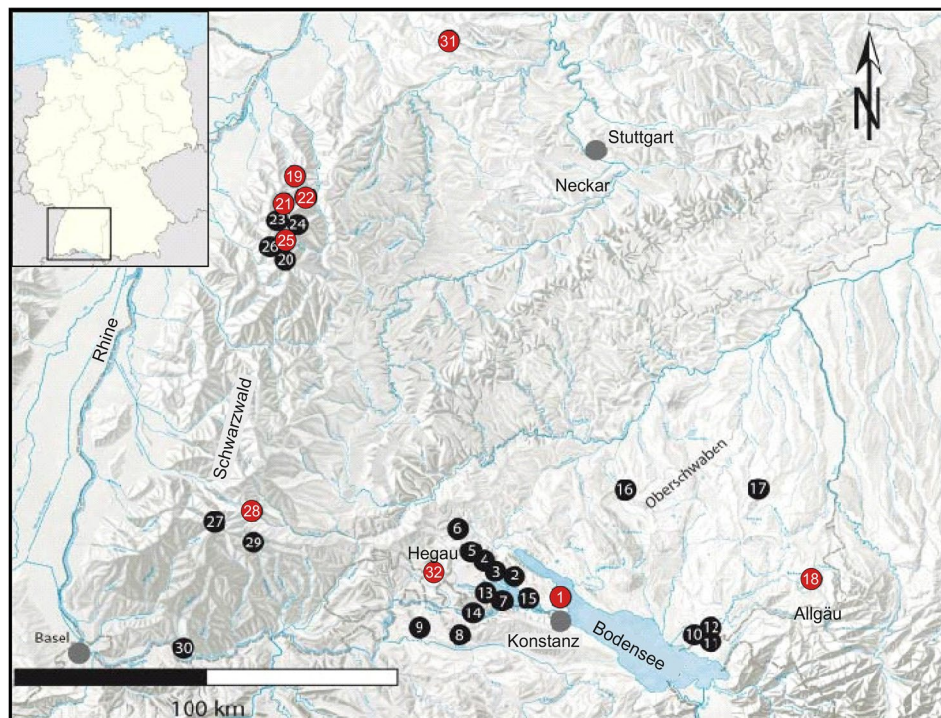 31
N
Stuttgart
Neckar
19
22
21
23
24
25
26
20
Rhine
Schwarzwald
Oberschwaben
16
17
28
27
29
6
5
Hegau
4
32
3
2
18
13
7
15
1
Allgäu
14
9
8
Konstanz
Bodensee
12
10
11
Basel
30
100 km